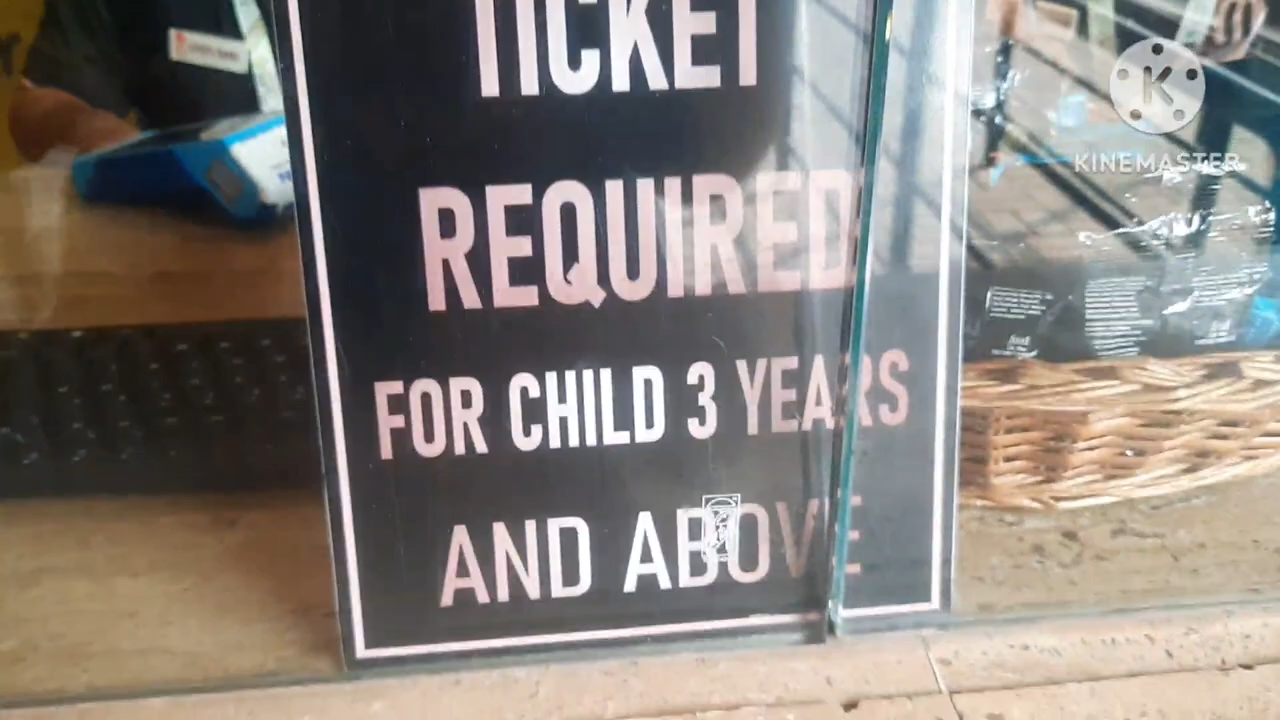 TICKET
REQUIRED
FOR CHILD 3 YEARS
AND ABOVE
K
KINEMASTER